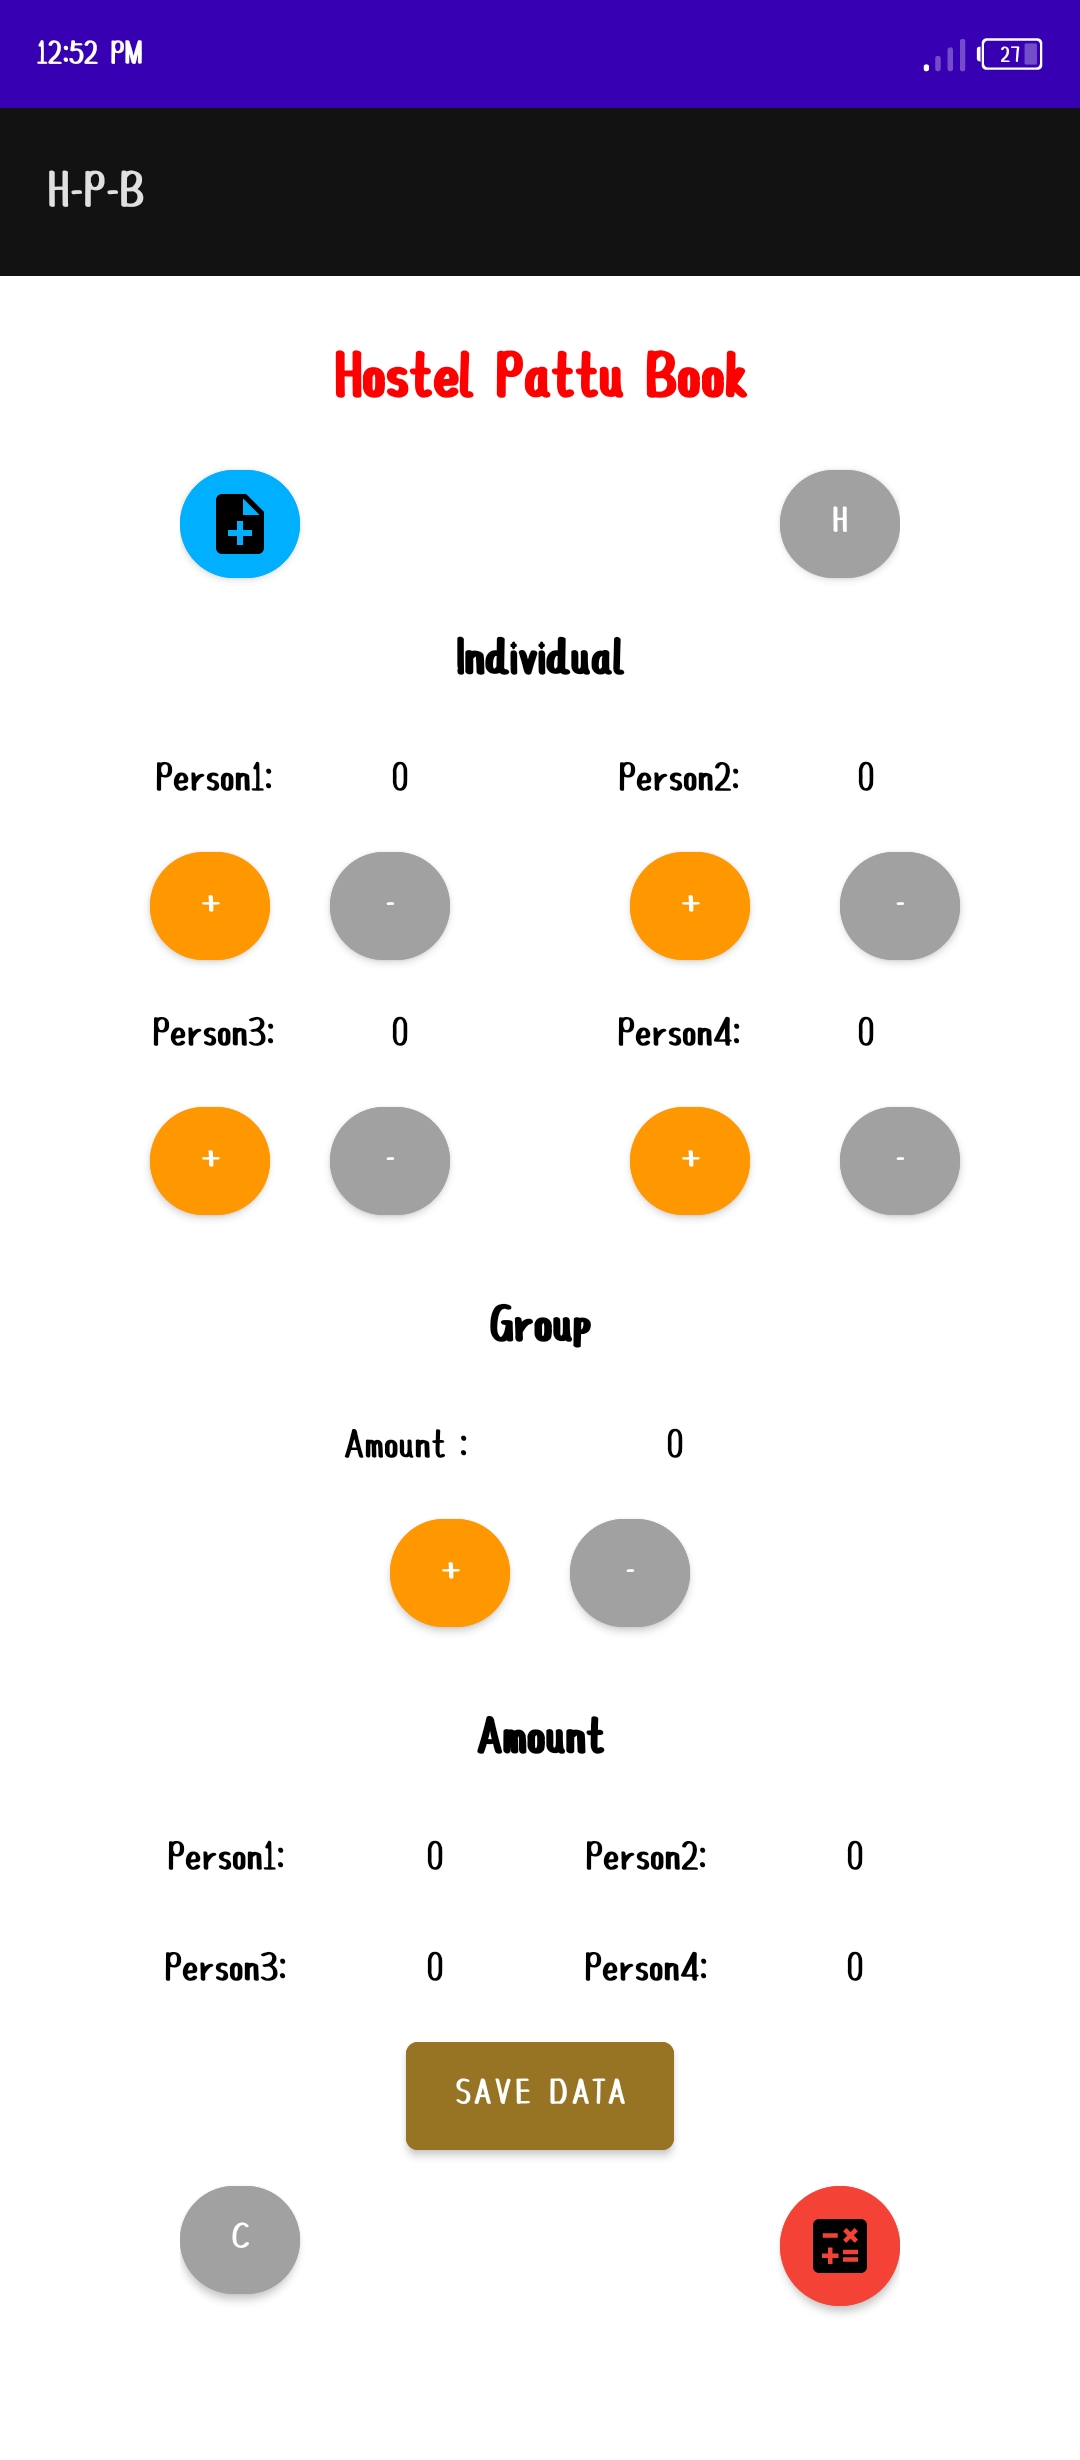 12:52 PM 27
H-P-B
Hostel Pattu Book
H
Individual
Person1: 0 Person2: 0
+ - + -
Person3: 0 Person4: 0
+ - + -
Group
Amount : 0
+ -
Amount
Person1: 0 Person2: 0
Person3: 0 Person4: 0
SAVE DATA
C